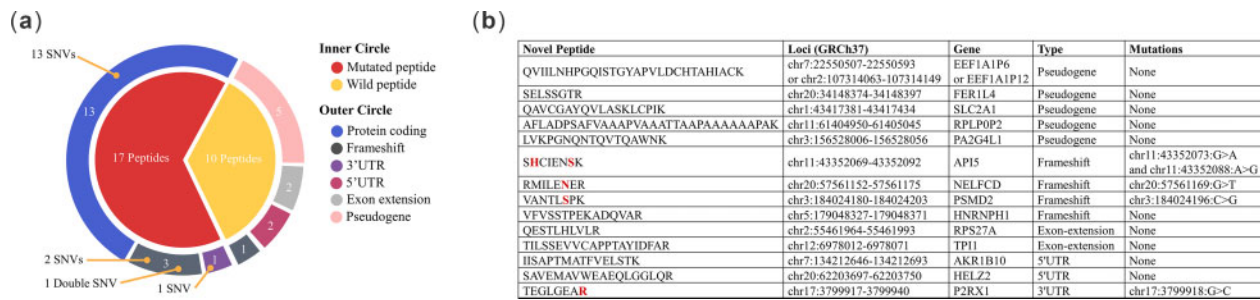 (a)
13 SNVs
13
5
17 Peptides
10 Peptides
2
2
1
1
3
2 SNVs
1 Double SNV
1 SNV
Inner Circle
Mutated peptide
Wild peptide
Outer Circle
Protein coding
Frameshift
3'UTR
5'UTR
Exon extension
Pseudogene
(b)
Novel Peptide Loci (GRCh37) Gene Type Mutations
QVIILNHPGQISTGYAPVLDCHTAHIACK chr7:22550507-22550593 or chr2:107314063-107314149 EEF1A1P6 or EEF1A1P12 Pseudogene None
SELSSGTR chr20:34148374-34148397 FER1L4 Pseudogene None
QAVCGAYQVLASKLCPIK chr1:43417381-43417434 SLC2A1 Pseudogene None
AFLADPSAFVAAAPVAAATTAAPAAAAAAPAK chr11:61404950-61405045 RPLP0P2 Pseudogene None
LVKPGNQNTQVTQAWNK chr3:156528006-156528056 PA2G4L1 Pseudogene None
SHCIENSK chr11:43352069-43352092 API5 Frameshift chr11:43352073:G>A and chr11:43352088:A>G
RMILENER chr20:57561152-57561175 NELFCD Frameshift chr20:57561169:G>T
VANTLSPK chr3:184024180-184024203 PSMD2 Frameshift chr3:184024196:C>G
VFVSSTPEKADQVAR chr5:179048327-179048371 HNRNPH1 Frameshift None
QESTLHLVLR chr2:55461964-55461993 RPS27A Exon-extension None
TILSSEVVCAPPTAYIDFAR chr12:6978012-6978071 TPI1 Exon-extension None
IISAPTMATFVELSTK chr7:134212646-134212693 AKR1B10 5'UTR None
SAVEMAVWEAEQLGGLQR chr20:62203697-62203750 HELZ2 5'UTR None
TEGLGEAR chr17:3799917-3799940 P2RX1 3'UTR chr17:3799918:G>C